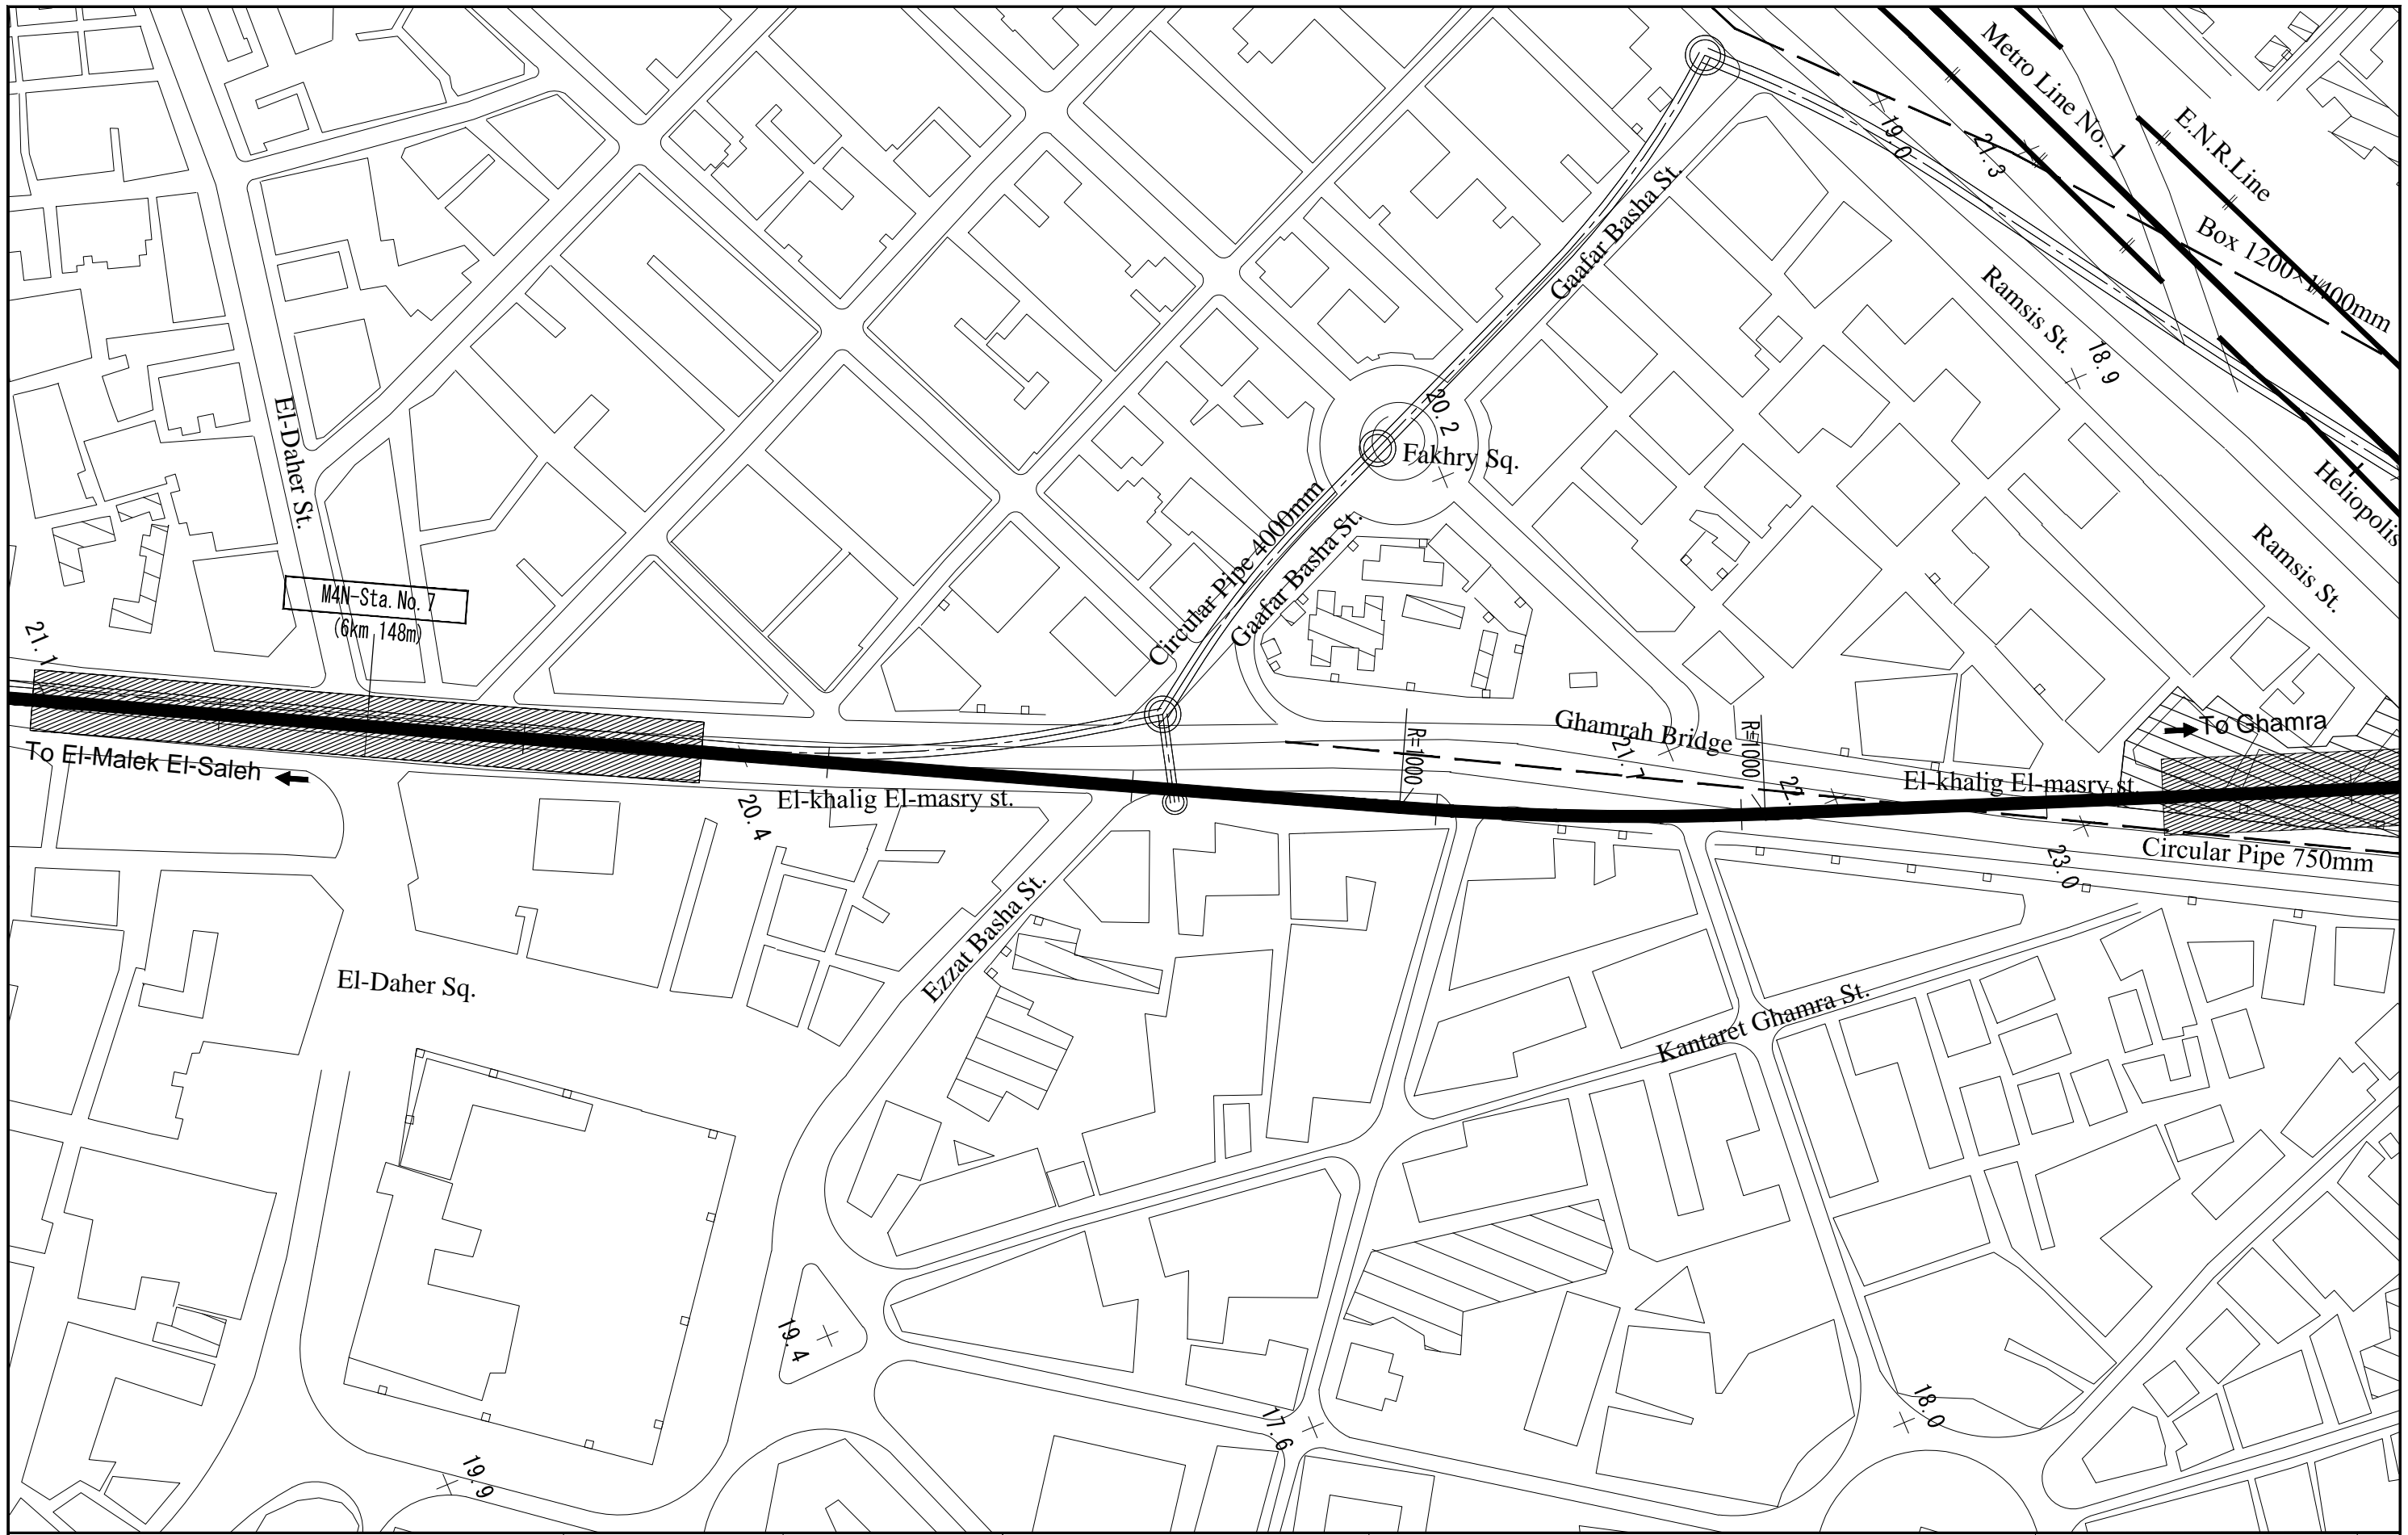 Metro Line No. 1
E.N.R.Line
19.0
21.3
Box 1200×1400mm
Gaafar Basha St.
Ramsis St.
18.9
20.2
Fakhry Sq.
El-Daher St.
Heliopolis
Circular Pipe 4000mm
Gaafar Basha St.
Ramsis St.
M4N-Sta.No.7
(6km 148m)
21.1
Ghamrah Bridge
To Ghamra
R=1000
R=1000
21.7
To El-Malek El-Saleh
El-khalig El-masry st.
El-khalig El-masry st.
20.4
Circular Pipe 750mm
23.0
Ezzat Basha St.
El-Daher Sq.
Kantaret Ghamra St.
19.4
17.6
18.0
19.9